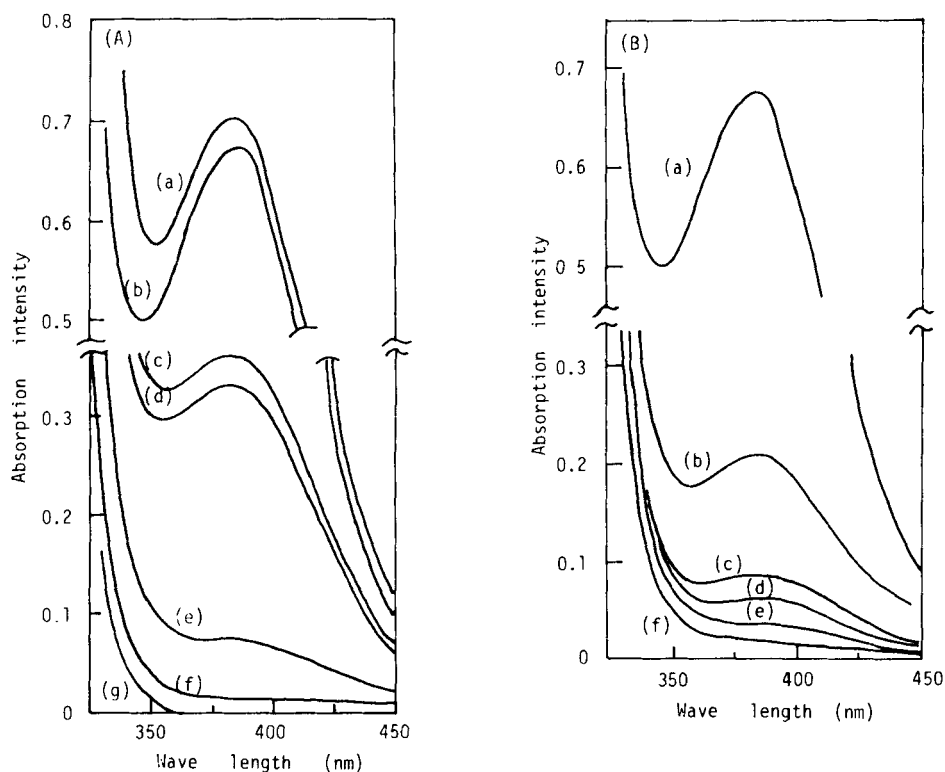 (A)
0.8
0.7
0.6
0.5
0.3
0.2
0.1
0
Absorption intensity
(a)
(b)
(c)
(d)
(e)
(f)
(g)
350
400
450
Wave length (nm)
(B)
0.7
0.6
0 5
0.3
0.2
0.1
0
Absorption intensity
(a)
(b)
(c)
(d)
(e)
(f)
350
400
450
Wave length (nm)